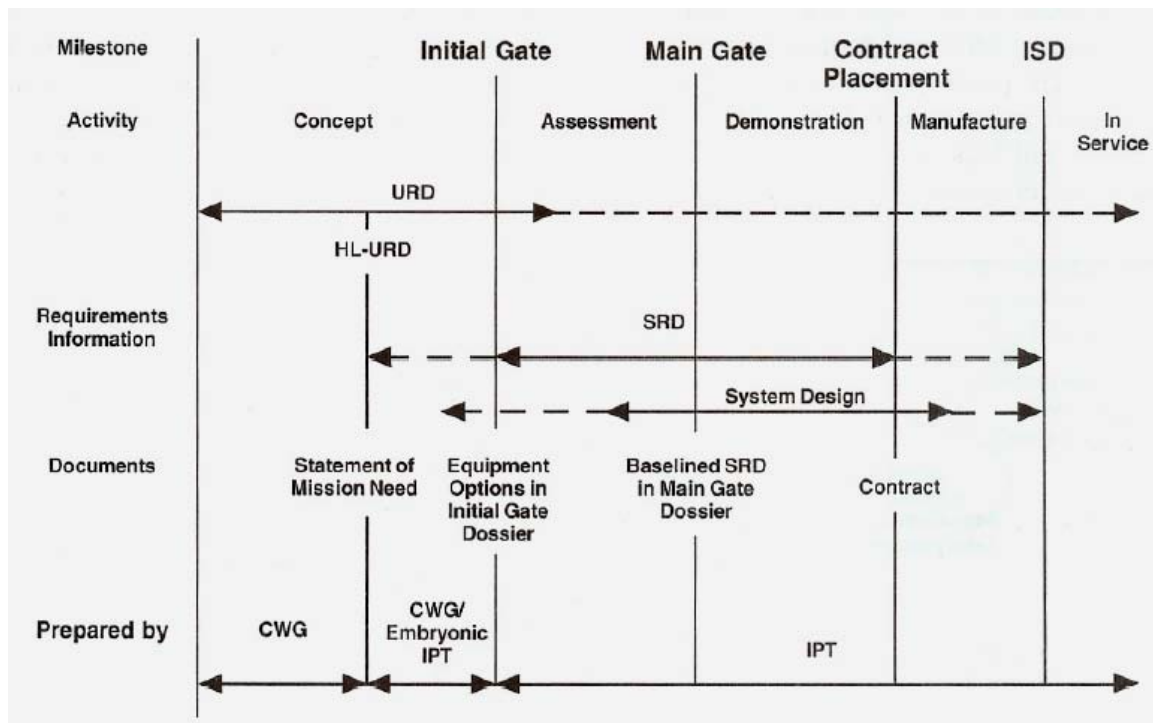 Milestone
Initial Gate
Main Gate
Contract
Placement
ISD
Activity
Concept
Assessment
Demonstration
Manufacture
In
Service
URD
HL-URD
Requirements
Information
SRD
System Design
Documents
Statement of
Mission Need
Equipment
Options in
Initial Gate
Dossier
Baselined SRD
in Main Gate
Dossier
Contract
Prepared by
CWG
CWG/
Embryonic
IPT
IPT